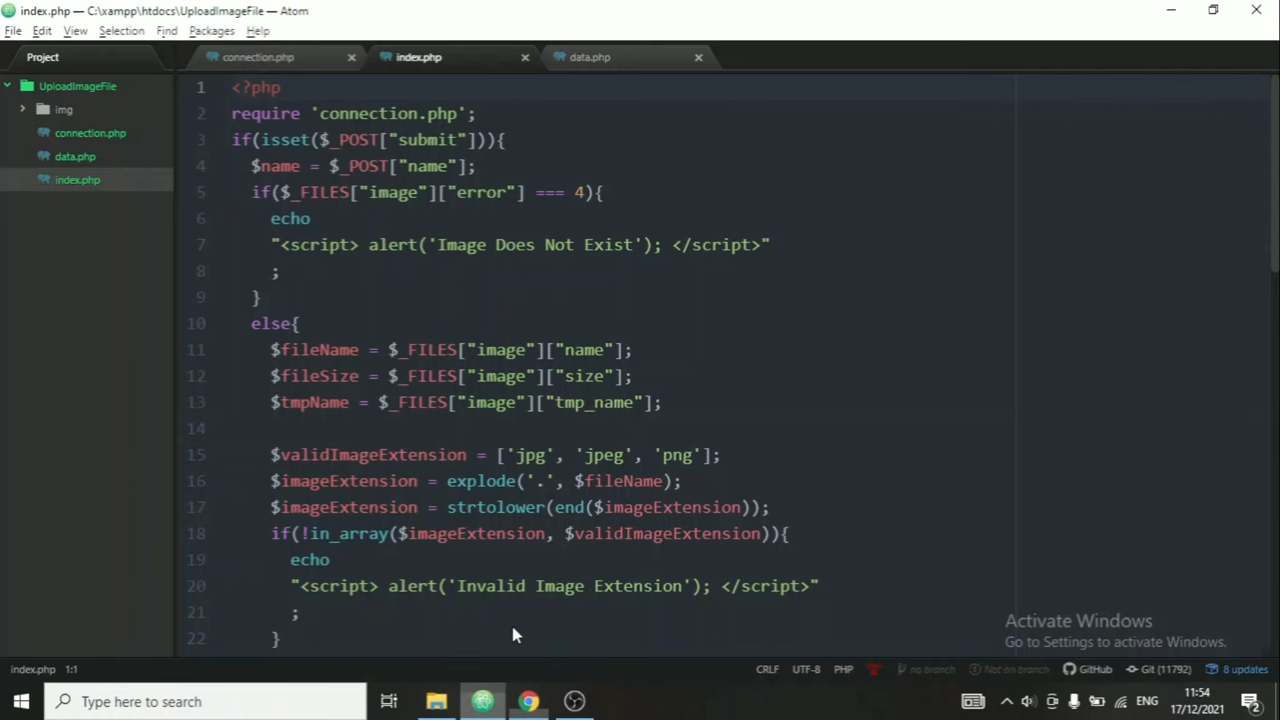 index.php — C:\xampp\htdocs\UploadImageFile — Atom
File Edit View Selection Find Packages Help
Project
connection.php
index.php
data.php
UploadImageFile
img
connection.php
data.php
index.php
1 <?php
2 require 'connection.php';
3 if(isset($_POST["submit"])){
4 $name = $_POST["name"];
5 if($_FILES["image"]["error"] === 4){
6 echo
7 "<script> alert('Image Does Not Exist'); </script>"
8 ;
9 }
10 else{
11 $fileName = $_FILES["image"]["name"];
12 $fileSize = $_FILES["image"]["size"];
13 $tmpName = $_FILES["image"]["tmp_name"];
14
15 $validImageExtension = ['jpg', 'jpeg', 'png'];
16 $imageExtension = explode('.', $fileName);
17 $imageExtension = strtolower(end($imageExtension));
18 if(!in_array($imageExtension, $validImageExtension)){
19 echo
20 "<script> alert('Invalid Image Extension'); </script>"
21 ;
22 }
Activate Windows
Go to Settings to activate Windows.
index.php 1:1
CRLF UTF-8 PHP no branch Not on branch GitHub Git (11792) 8 updates
Type here to search
ENG
11:54
17/12/2021
2